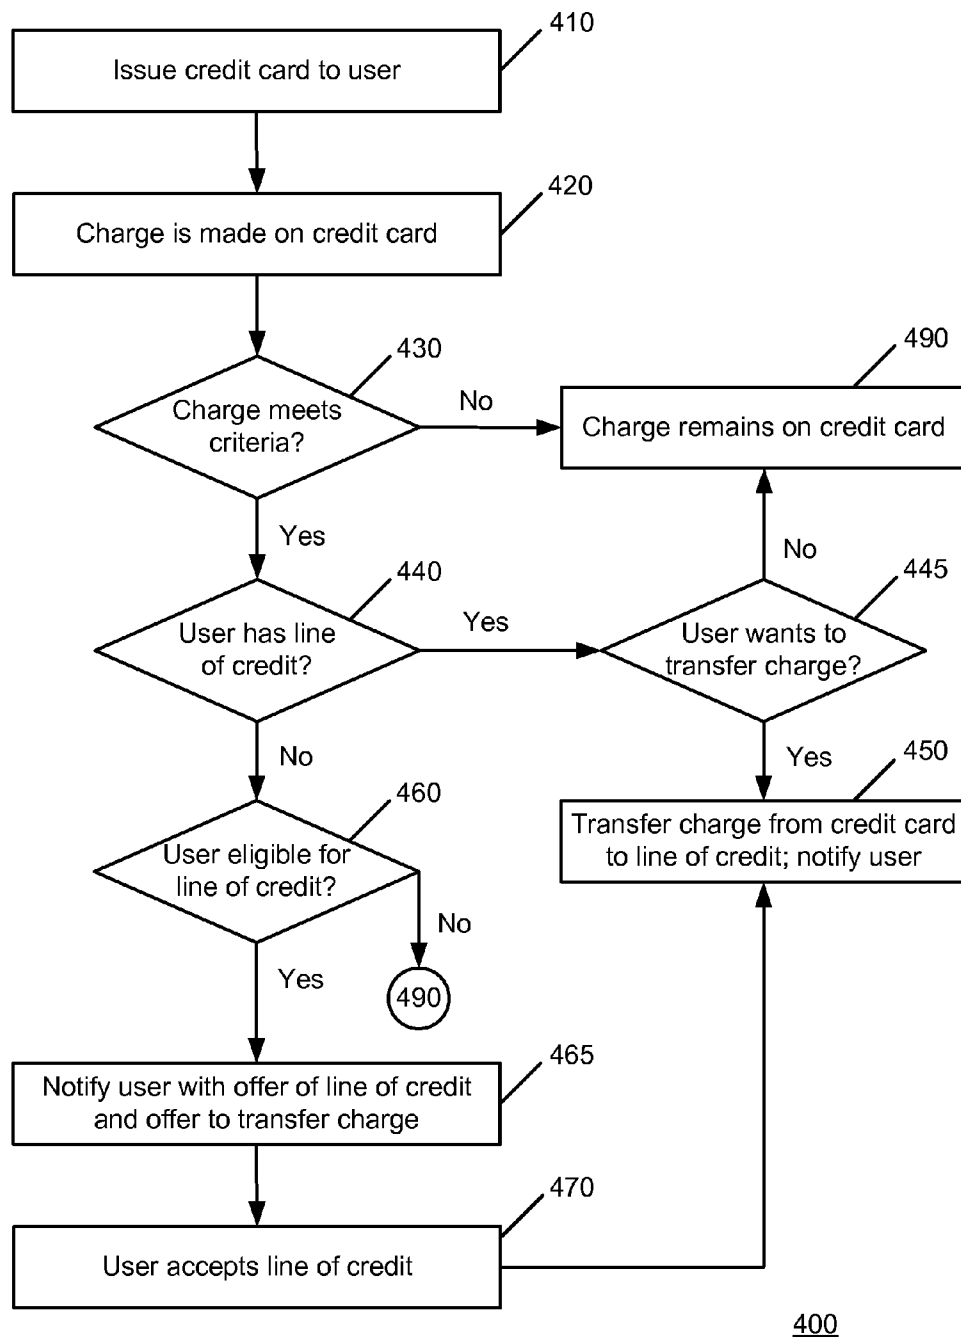 410
Issue credit card to user
420
Charge is made on credit card
430
Charge meets
criteria?
No
490
Charge remains on credit card
Yes
440
User has line
of credit?
Yes
No
445
User wants to
transfer charge?
No
Yes
450
Transfer charge from credit card
to line of credit; notify user
460
User eligible for
line of credit?
No
490
Yes
465
Notify user with offer of line of credit
and offer to transfer charge
470
User accepts line of credit
400